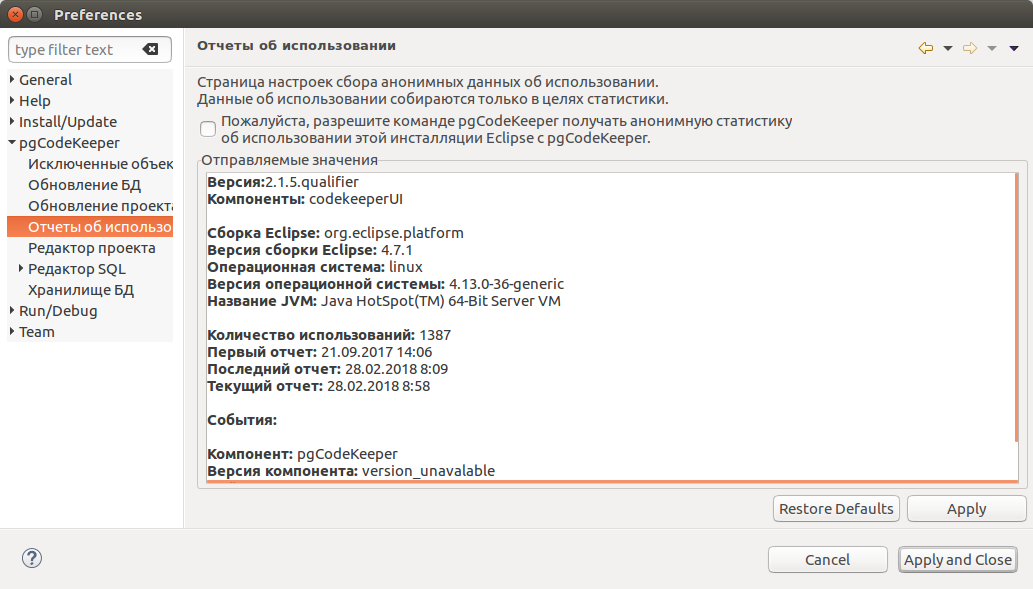 Preferences
type filter text
General
Help
Install/Update
pgCodeKeeper
Исключенные объек
Обновление БД
Обновление проекта
Отчеты об использо
Редактор проекта
Редактор SQL
Хранилище БД
Run/Debug
Team
Отчеты об использовании
Страница настроек сбора анонимных данных об использовании.
Данные об использовании собираются только в целях статистики.
Пожалуйста, разрешите команде pgCodeKeeper получать анонимную статистику
об использовании этой инсталляции Eclipse с pgCodeKeeper.
Отправляемые значения
Версия:2.1.5.qualifier
Компоненты: codekeeperUI
Сборка Eclipse: org.eclipse.platform
Версия сборки Eclipse: 4.7.1
Операционная система: linux
Версия операционной системы: 4.13.0-36-generic
Название JVM: Java HotSpot(TM) 64-Bit Server VM
Количество использований: 1387
Первый отчет: 21.09.2017 14:06
Последний отчет: 28.02.2018 8:09
Текущий отчет: 28.02.2018 8:58
События:
Компонент: pgCodeKeeper
Версия компонента: version_unavalable
Restore Defaults
Apply
?
Cancel
Apply and Close